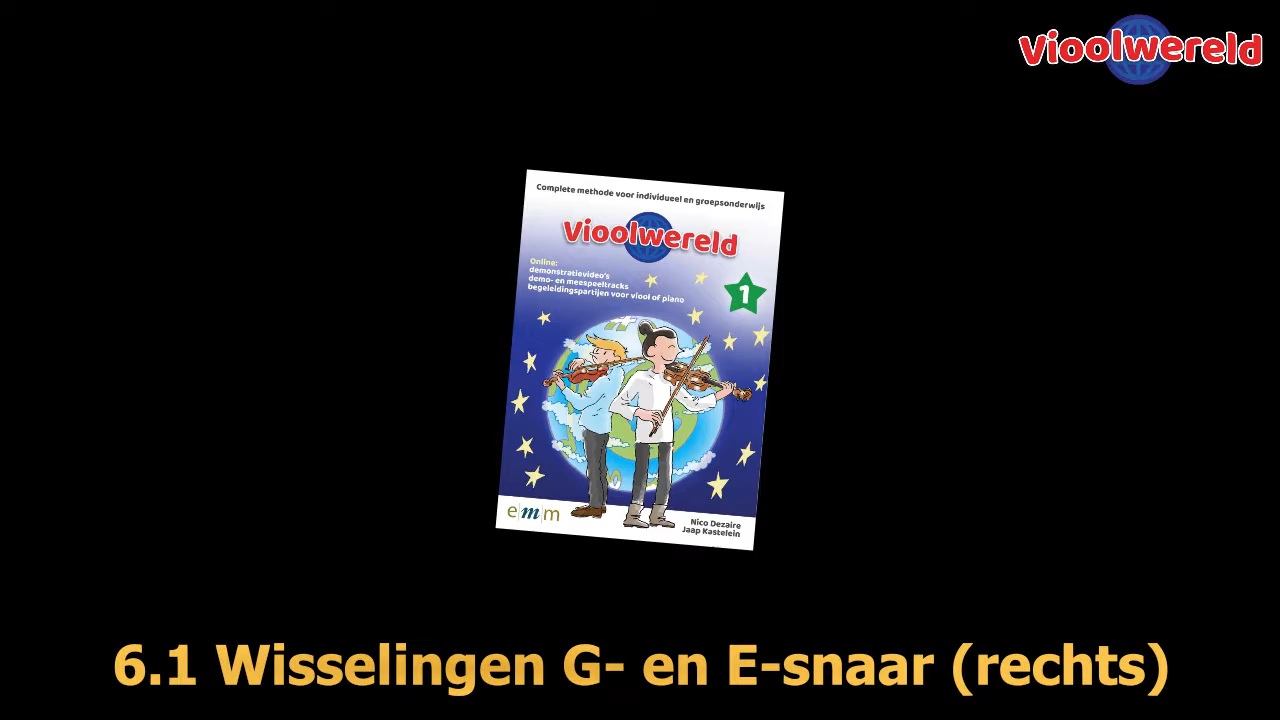 Vioolwereld
Complete methode voor individueel en groepsonderwijs
Vioolwereld
Online:
demonstratievideo's
demo- en meespeeltracks
begeleidingspartijen voor viool of piano
1
e|m|m
Nico Dezaire
Jaap Kastelein
6.1 Wisselingen G- en E-snaar (rechts)